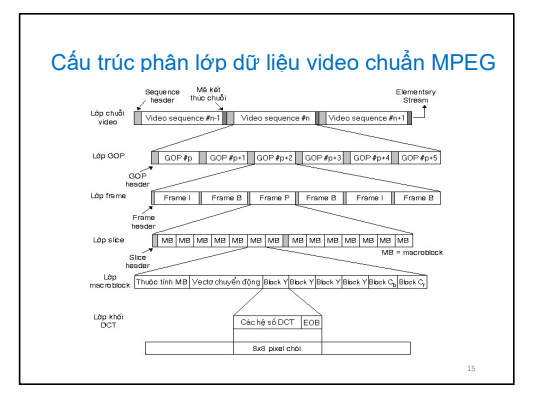 Cấu trúc phân lớp dữ liệu video chuẩn MPEG
Sequence header
Mã kết thúc chuỗi
Elementary Stream
Lớp chuỗi video
Video sequence #n-1
Video sequence #n
Video sequence #n+1
Lớp GOP
GOP #p
GOP #p+1
GOP #p+2
GOP #p+3
GOP #p+4
GOP #p+5
GOP header
Lớp frame
Frame I
Frame B
Frame P
Frame B
Frame I
Frame B
Frame header
Lớp slice
MB MB MB MB MB MB MB MB MB MB MB MB MB MB
MB = macroblock
Slice header
Lớp macroblock
Thuộc tính MB
Vectơ chuyển động
Block Y
Block Y
Block Y
Block Y
Block Cb
Block Cr
Lớp khối DCT
Các hệ số DCT
EOB
8x8 pixel chói
15